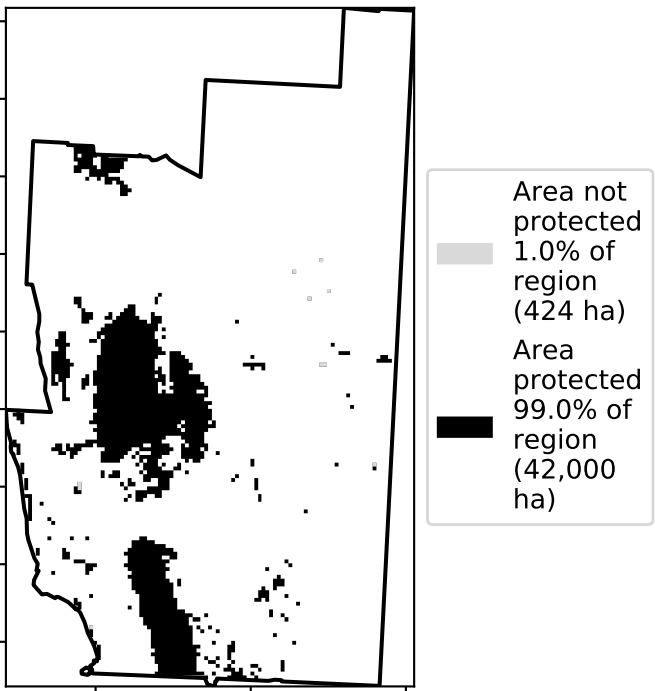 Area not
protected
1.0% of
region
(424 ha)
Area
protected
99.0% of
region
(42,000
ha)